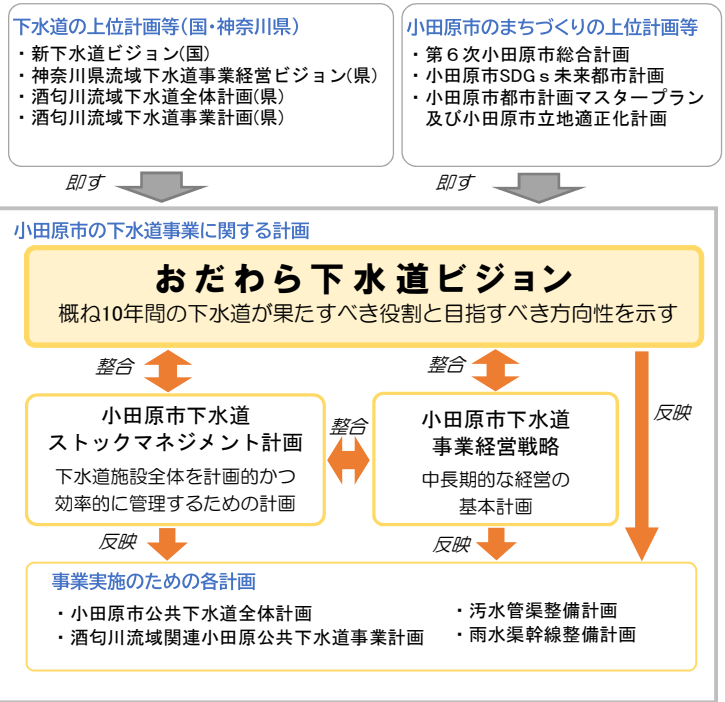 下水道の上位計画等(国・神奈川県)
・新下水道ビジョン(国)
・神奈川県流域下水道事業経営ビジョン(県)
・酒匂川流域下水道全体計画(県)
・酒匂川流域下水道事業計画(県)
小田原市のまちづくりの上位計画等
・第６次小田原市総合計画
・小田原市SDGｓ未来都市計画
・小田原市都市計画マスタープラン
及び小田原市立地適正化計画
即す
即す
小田原市の下水道事業に関する計画
おだわら下水道ビジョン
概ね10年間の下水道が果たすべき役割と目指すべき方向性を示す
整合
整合
反映
小田原市下水道
ストックマネジメント計画
下水道施設全体を計画的かつ
効率的に管理するための計画
整合
小田原市下水道
事業経営戦略
中長期的な経営の
基本計画
反映
反映
事業実施のための各計画
・小田原市公共下水道全体計画
・酒匂川流域関連小田原公共下水道事業計画
・汚水管渠整備計画
・雨水渠幹線整備計画